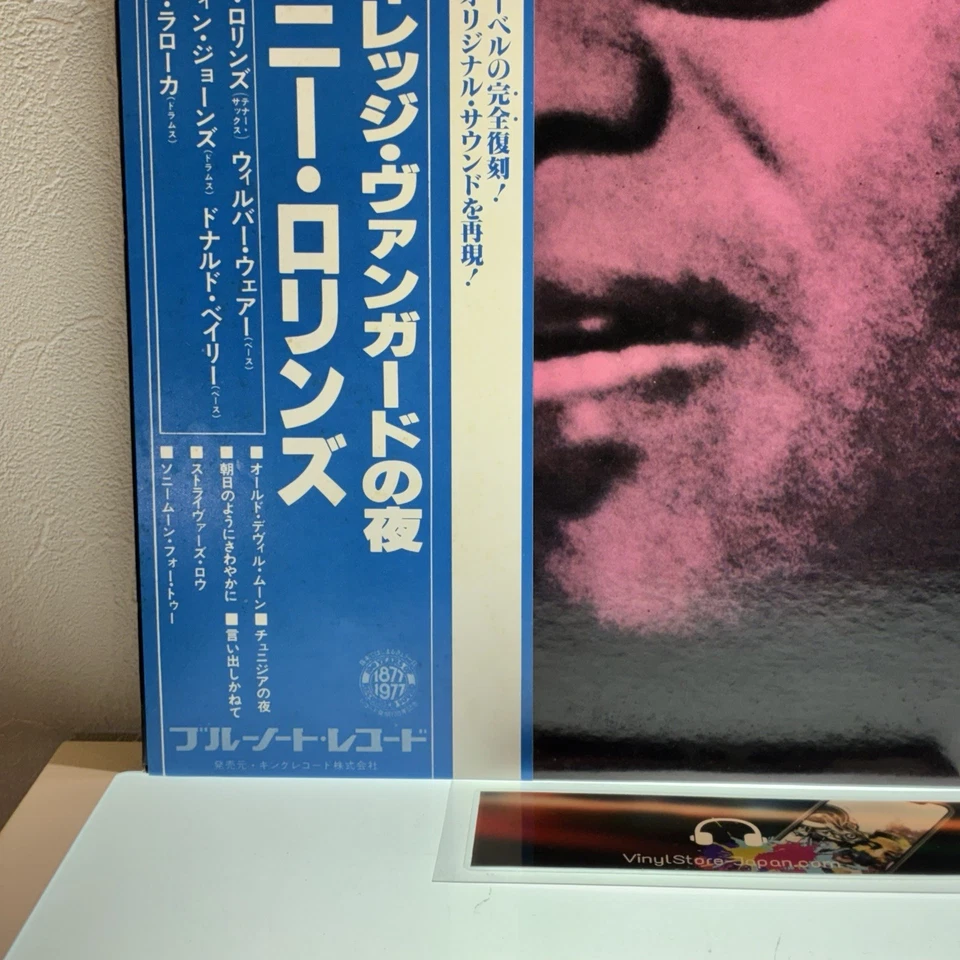 ーベルの完全復刻!
オリジナル・サウンドを再現!
レッジ・ヴァンガードの夜
ニー・ロリンズ
・ロリンズ(テナー・サックス) ウィルバー・ウェアー(ベース)
ィン・ジョーンズ(ドラムス) ドナルド・ベイリー(ベース)
・ラローカ(ドラムス)
■オールド・デヴィル・ムーン ■チュニジアの夜
■朝日のようにさわやかに ■言い出しかねて
■ストライヴァーズ・ロウ
■ソニームーン・フォー・トゥー
1877
1977
ブルーノート・レコード
発売元・キングレコード株式会社
VinylStore-Japan.com